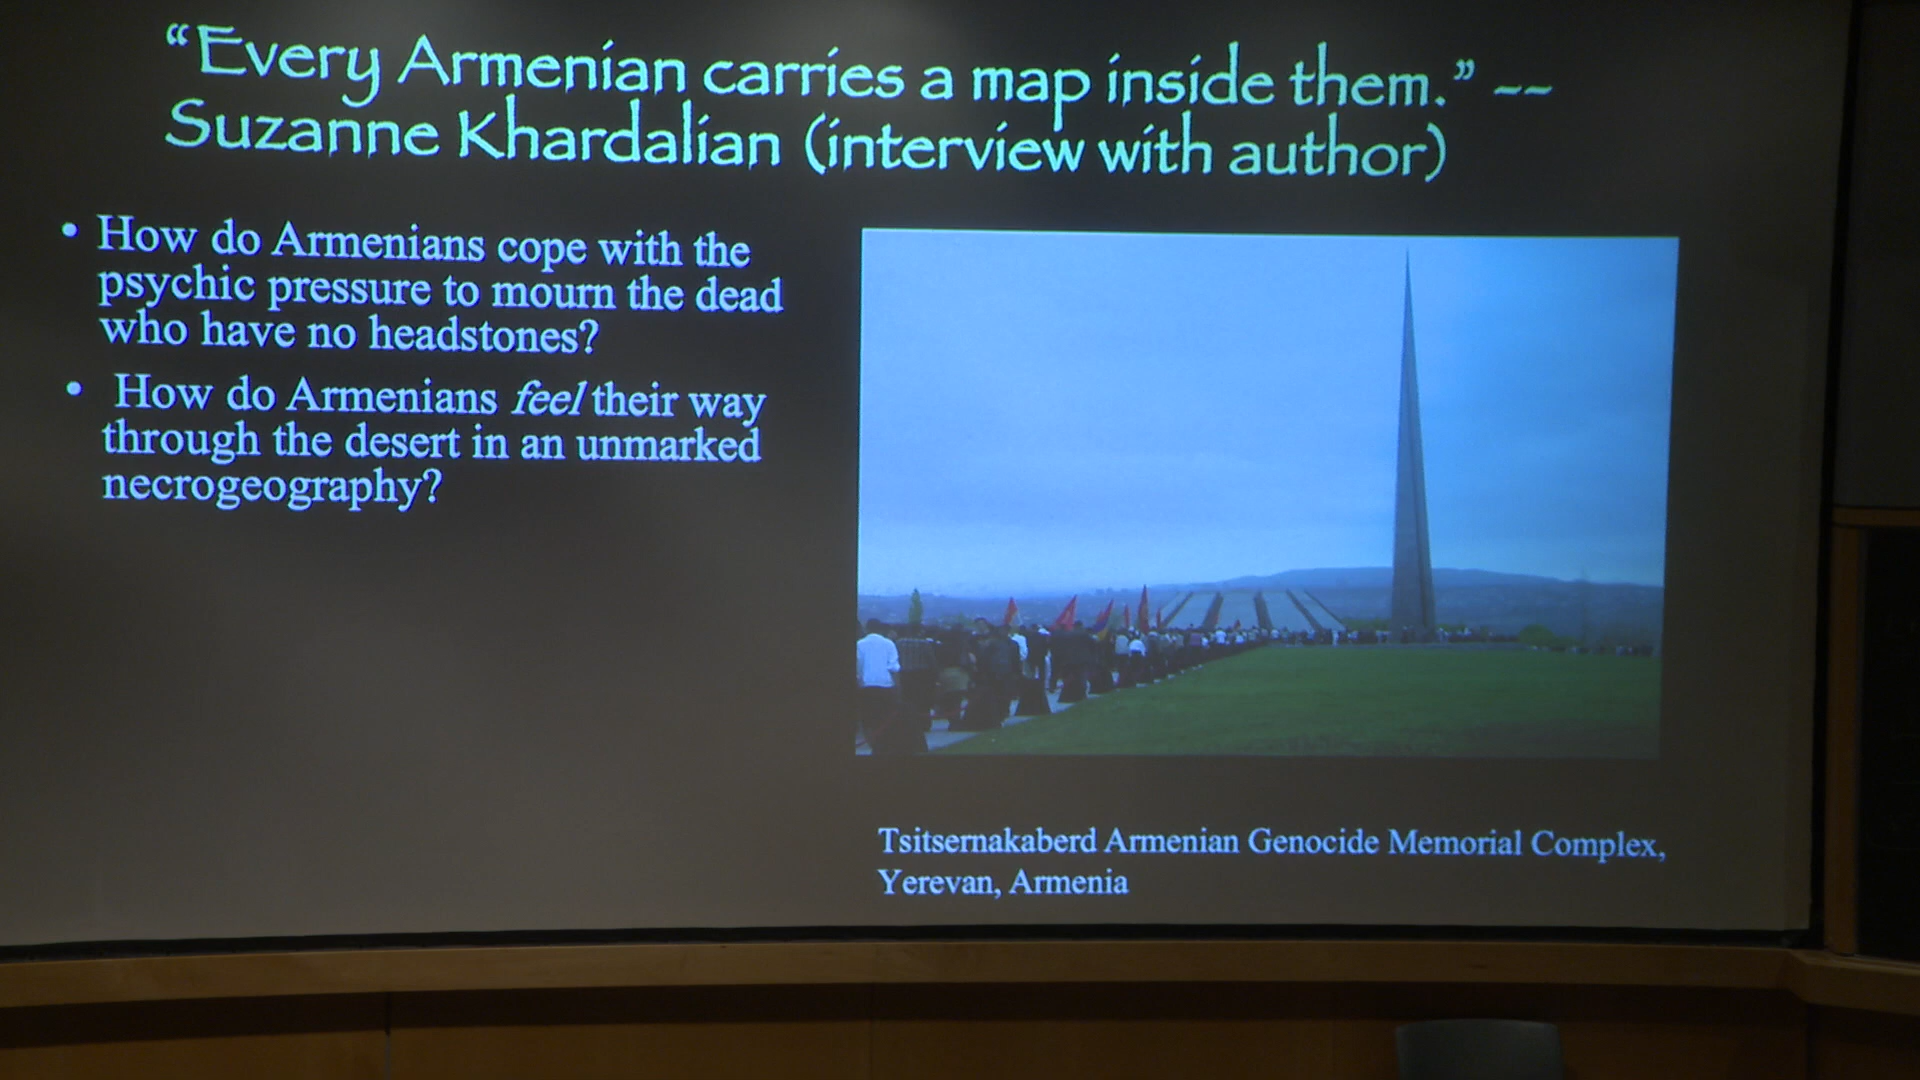 “Every Armenian carries a map inside them.” --
Suzanne Khardalian (interview with author)
• How do Armenians cope with the
psychic pressure to mourn the dead
who have no headstones?
• How do Armenians feel their way
through the desert in an unmarked
necrogeography?
Tsitsernakaberd Armenian Genocide Memorial Complex,
Yerevan, Armenia